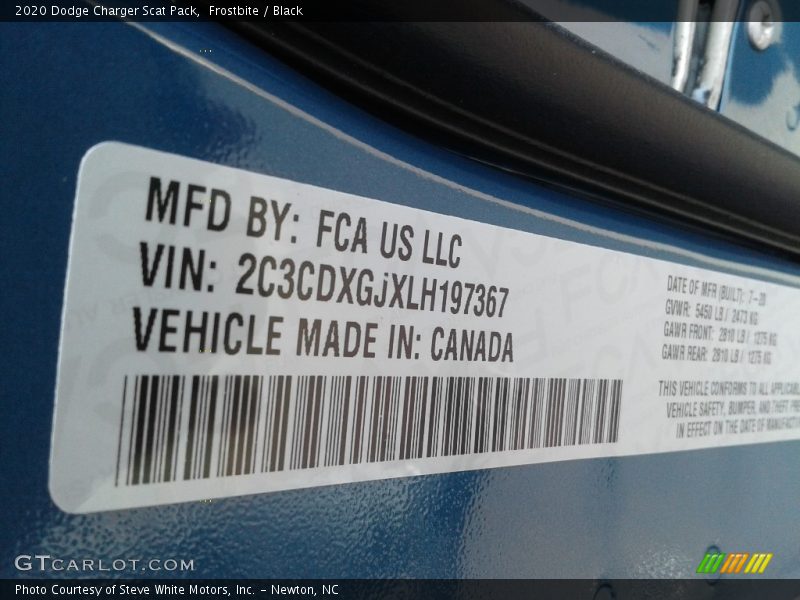 2020 Dodge Charger Scat Pack, Frostbite / Black
MFD BY: FCA US LLC
VIN: 2C3CDXGJXLH197367
VEHICLE MADE IN: CANADA
DATE OF MFR (BUILT): 7-20
GVWR: 5450 LB / 2473 KG
GAWR FRONT: 2810 LB / 1275 KG
GAWR REAR: 2810 LB / 1275 KG
THIS VEHICLE CONFORMS TO ALL
VEHICLE SAFETY, BUMPER, AND THEFT
IN EFFECT ON THE DATE OF
GTCARLOT.COM
Photo Courtesy of Steve White Motors, Inc. – Newton, NC